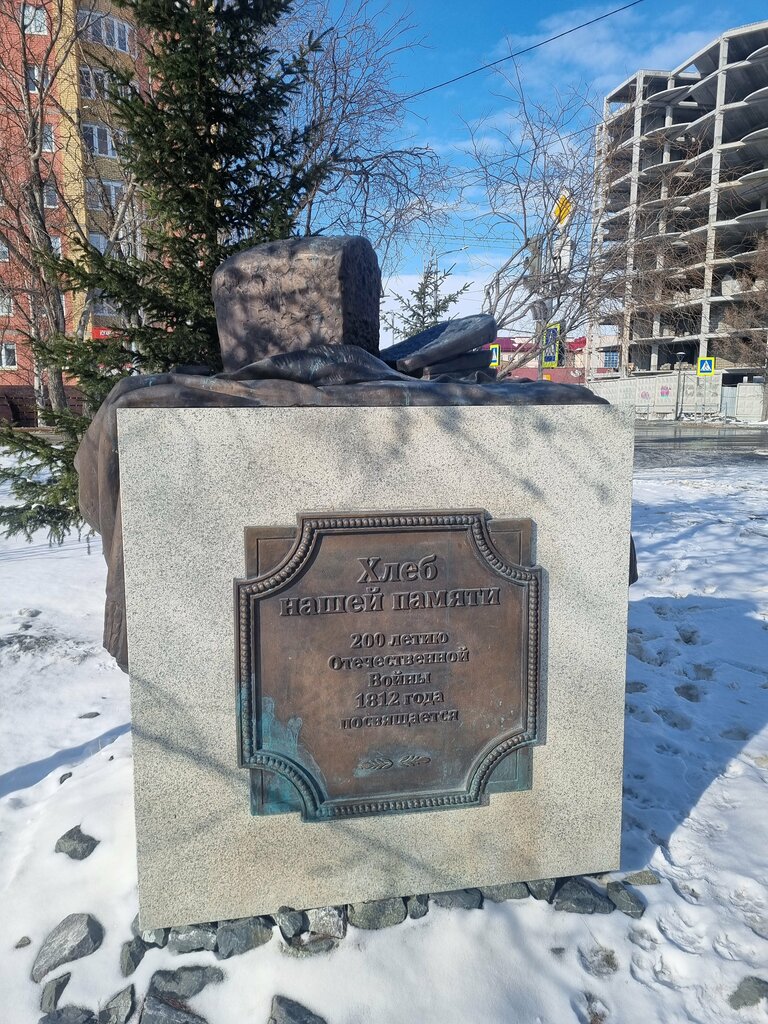 Хлеб
нашей памяти
200 летию
Отечественной
Войны
1812 года
посвящается